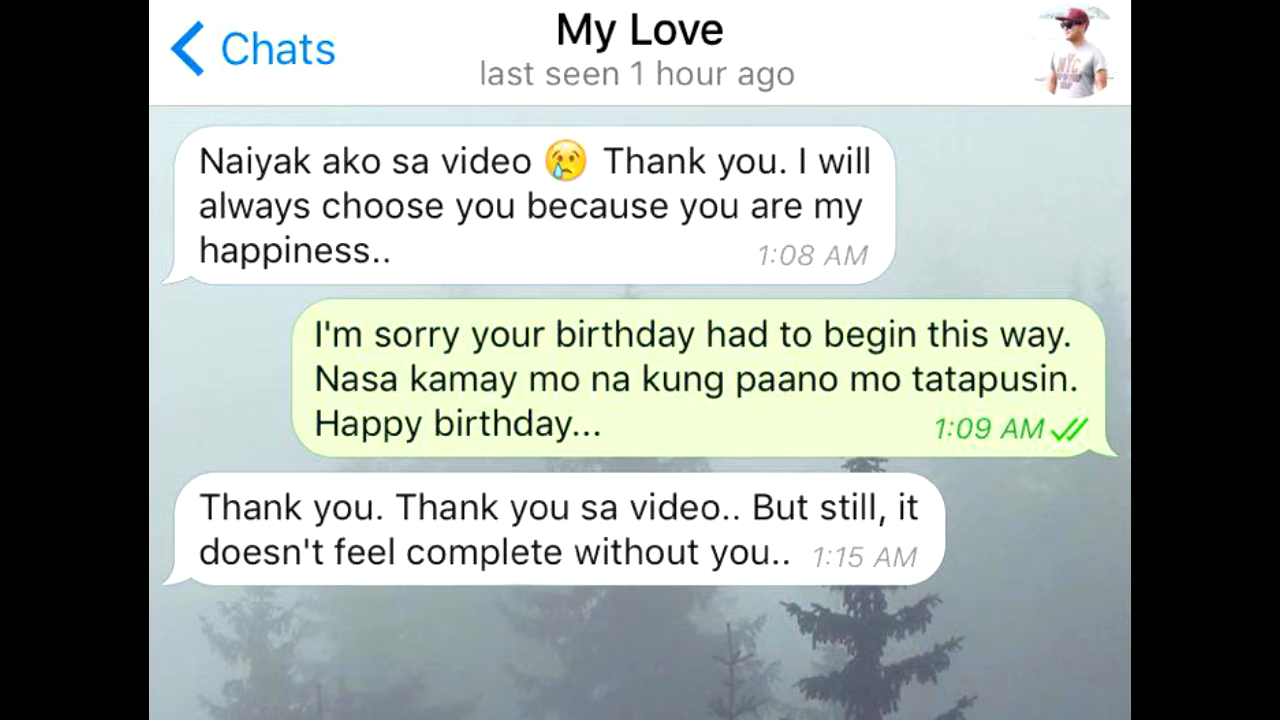 Chats
My Love
last seen 1 hour ago
Naiyak ako sa video 😢 Thank you. I will
always choose you because you are my
happiness..
1:08 AM
I'm sorry your birthday had to begin this way.
Nasa kamay mo na kung paano mo tatapusin.
Happy birthday...
1:09 AM
Thank you. Thank you sa video.. But still, it
doesn't feel complete without you..
1:15 AM